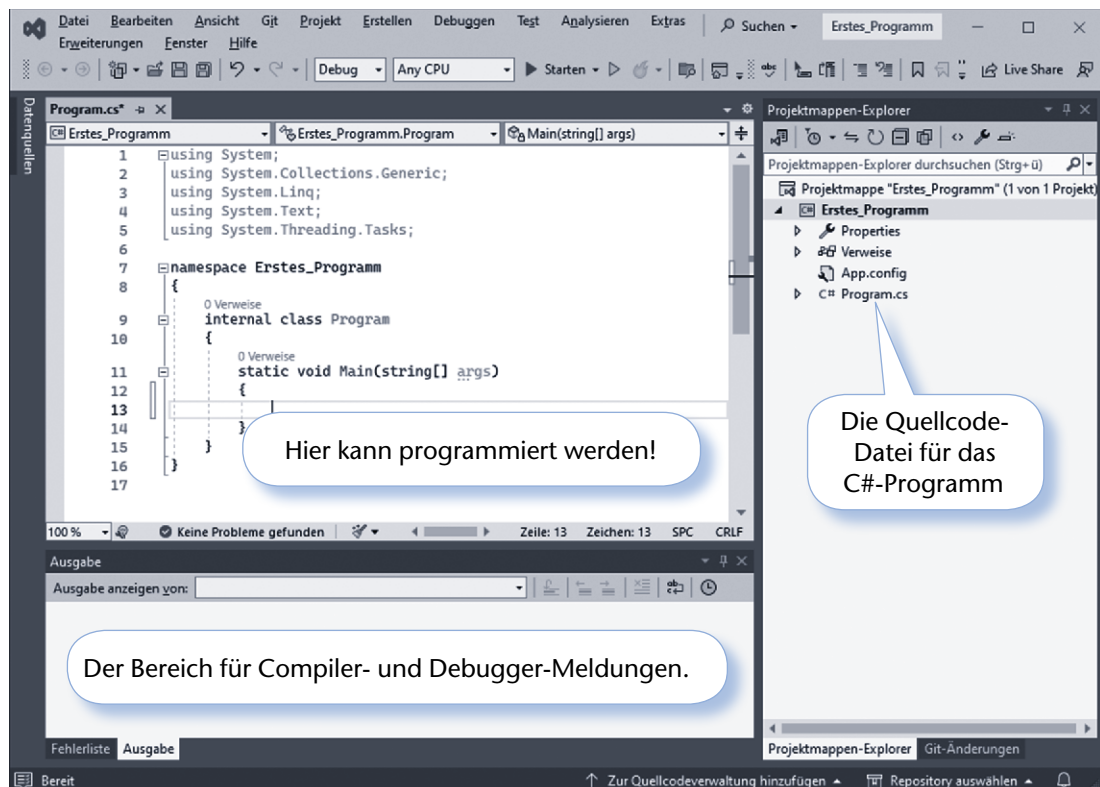 Datei Bearbeiten Ansicht Git Projekt Erstellen Debuggen Test Analysieren Extras Suchen Erstes_Programm
Erweiterungen Fenster Hilfe
Debug Any CPU Starten Live Share
Datenquellen
Program.cs*
Erstes_Programm Erstes_Programm.Program Main(string[] args)
1 using System;
2 using System.Collections.Generic;
3 using System.Linq;
4 using System.Text;
5 using System.Threading.Tasks;
6
7 namespace Erstes_Programm
8 {
0 Verweise
9 internal class Program
10 {
0 Verweise
11 static void Main(string[] args)
12 {
13
14 }
15 }
16 }
17
Hier kann programmiert werden!
100 % Keine Probleme gefunden Zeile: 13 Zeichen: 13 SPC CRLF
Ausgabe
Ausgabe anzeigen von:
Der Bereich für Compiler- und Debugger-Meldungen.
Fehlerliste Ausgabe
Projektmappen-Explorer
Projektmappen-Explorer durchsuchen (Strg+ü)
Projektmappe "Erstes_Programm" (1 von 1 Projekt)
C# Erstes_Programm
Properties
Verweise
App.config
C# Program.cs
Die Quellcode-
Datei für das
C#-Programm
Projektmappen-Explorer Git-Änderungen
Bereit Zur Quellcodeverwaltung hinzufügen Repository auswählen